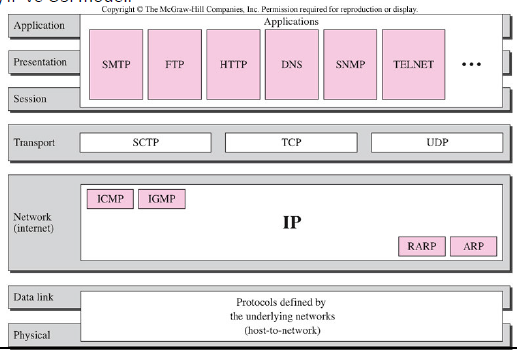 Copyright © The McGraw-Hill Companies, Inc. Permission required for reproduction or display.
Application
Applications
Presentation
SMTP FTP HTTP DNS SNMP TELNET •••
Session
Transport
SCTP TCP UDP
ICMP IGMP
Network
(internet)
IP
RARP ARP
Data link
Protocols defined by
the underlying networks
(host-to-network)
Physical